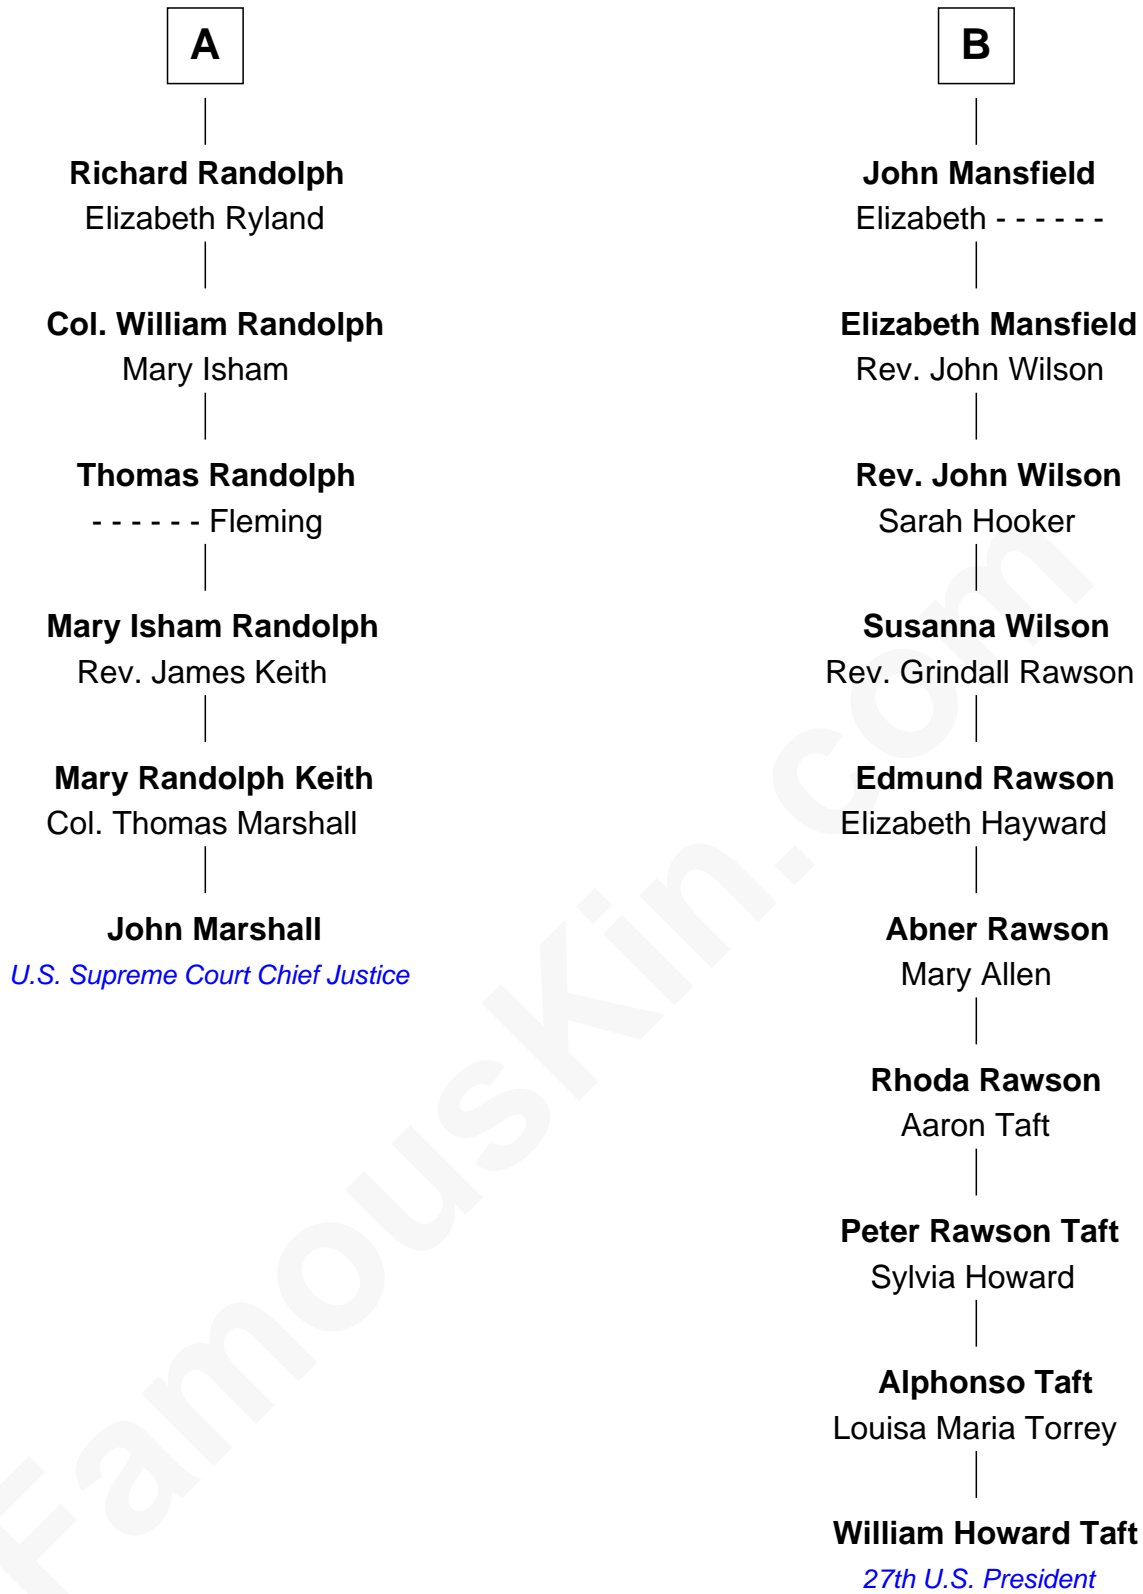 A
Richard Randolph
Elizabeth Ryland
Col. William Randolph
Mary Isham
Thomas Randolph
- - - - - - Fleming
Mary Isham Randolph
Rev. James Keith
Mary Randolph Keith
Col. Thomas Marshall
John Marshall
U.S. Supreme Court Chief Justice
B
John Mansfield
Elizabeth - - - - - -
Elizabeth Mansfield
Rev. John Wilson
Rev. John Wilson
Sarah Hooker
Susanna Wilson
Rev. Grindall Rawson
Edmund Rawson
Elizabeth Hayward
Abner Rawson
Mary Allen
Rhoda Rawson
Aaron Taft
Peter Rawson Taft
Sylvia Howard
Alphonso Taft
Louisa Maria Torrey
William Howard Taft
27th U.S. President
FamousKin.com